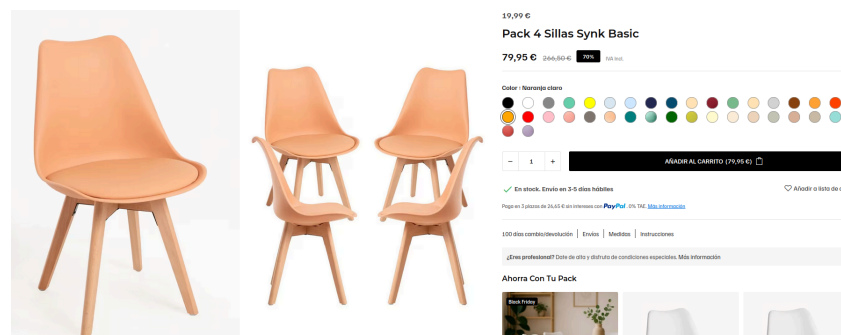 19,99 €
Pack 4 Sillas Synk Basic
79,95 € 266,50 € 70% IVA incl.
Color : Naranja claro
− 1 +
AÑADIR AL CARRITO (79,95 €)
En stock. Envío en 3-5 días hábiles
Añadir a lista de
Paga en 3 plazos de 26,65 € sin intereses con PayPal. 0% TAE. Más información
100 días cambio/devolución | Envíos | Medidas | Instrucciones
¿Eres profesional? Date de alta y disfruta de condiciones especiales. Más información
Ahorra Con Tu Pack
Black Friday